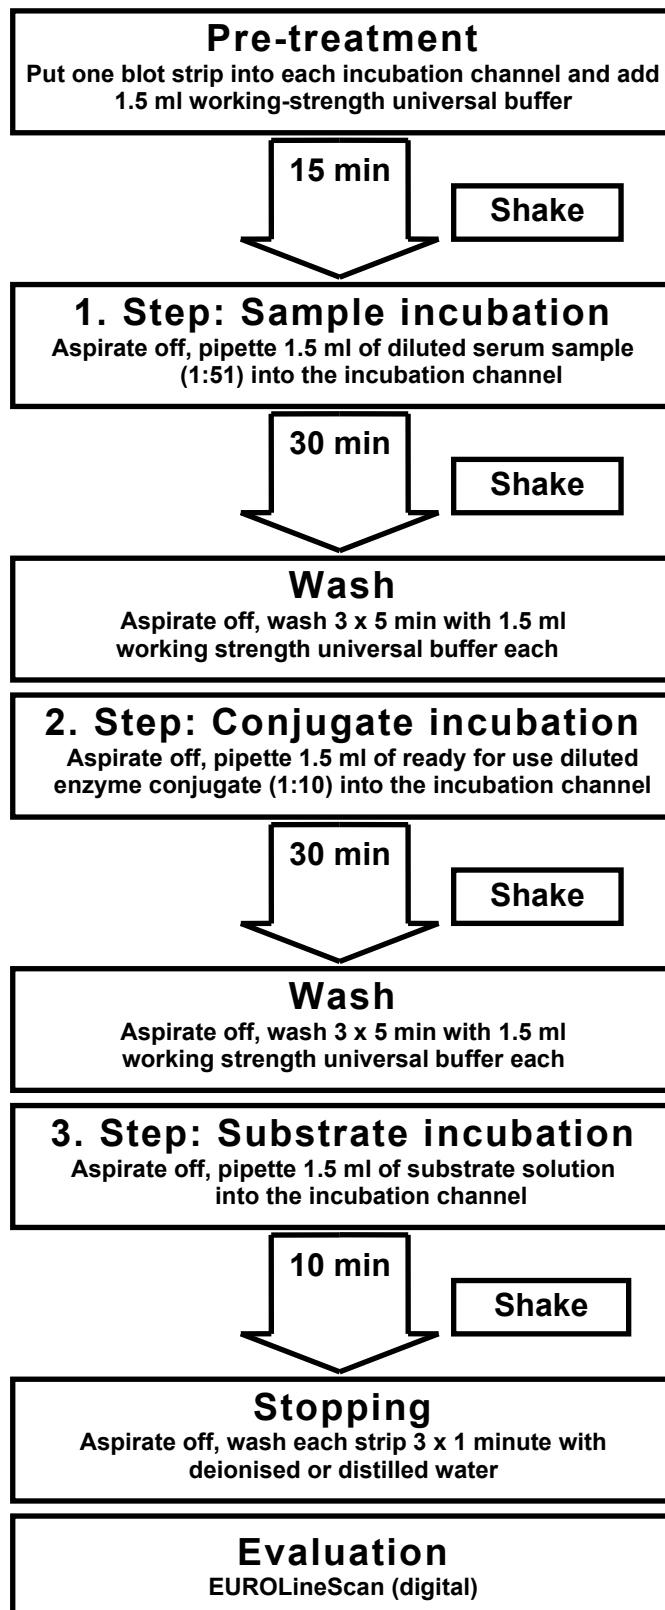 Pre-treatment
Put one blot strip into each incubation channel and add
1.5 ml working-strength universal buffer
15 min
Shake
1. Step: Sample incubation
Aspirate off, pipette 1.5 ml of diluted serum sample
(1:51) into the incubation channel
30 min
Shake
Wash
Aspirate off, wash 3 x 5 min with 1.5 ml
working strength universal buffer each
2. Step: Conjugate incubation
Aspirate off, pipette 1.5 ml of ready for use diluted
enzyme conjugate (1:10) into the incubation channel
30 min
Shake
Wash
Aspirate off, wash 3 x 5 min with 1.5 ml
working strength universal buffer each
3. Step: Substrate incubation
Aspirate off, pipette 1.5 ml of substrate solution
into the incubation channel
10 min
Shake
Stopping
Aspirate off, wash each strip 3 x 1 minute with
deionised or distilled water
Evaluation
EUROLineScan (digital)